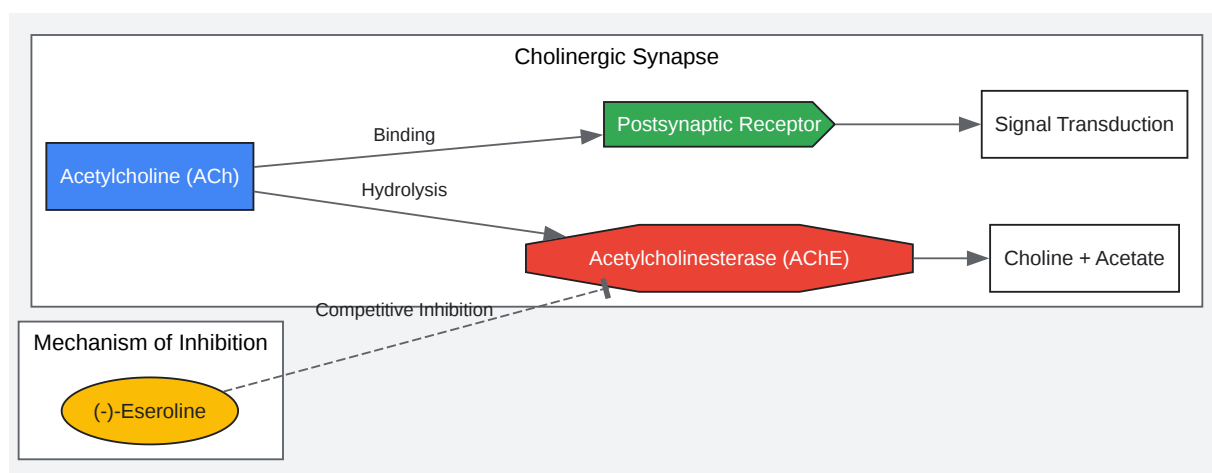 Cholinergic Synapse
Acetylcholine (ACh)
Binding
Hydrolysis
Postsynaptic Receptor
Signal Transduction
Acetylcholinesterase (AChE)
Choline + Acetate
Competitive Inhibition
Mechanism of Inhibition
(-)-Eseroline